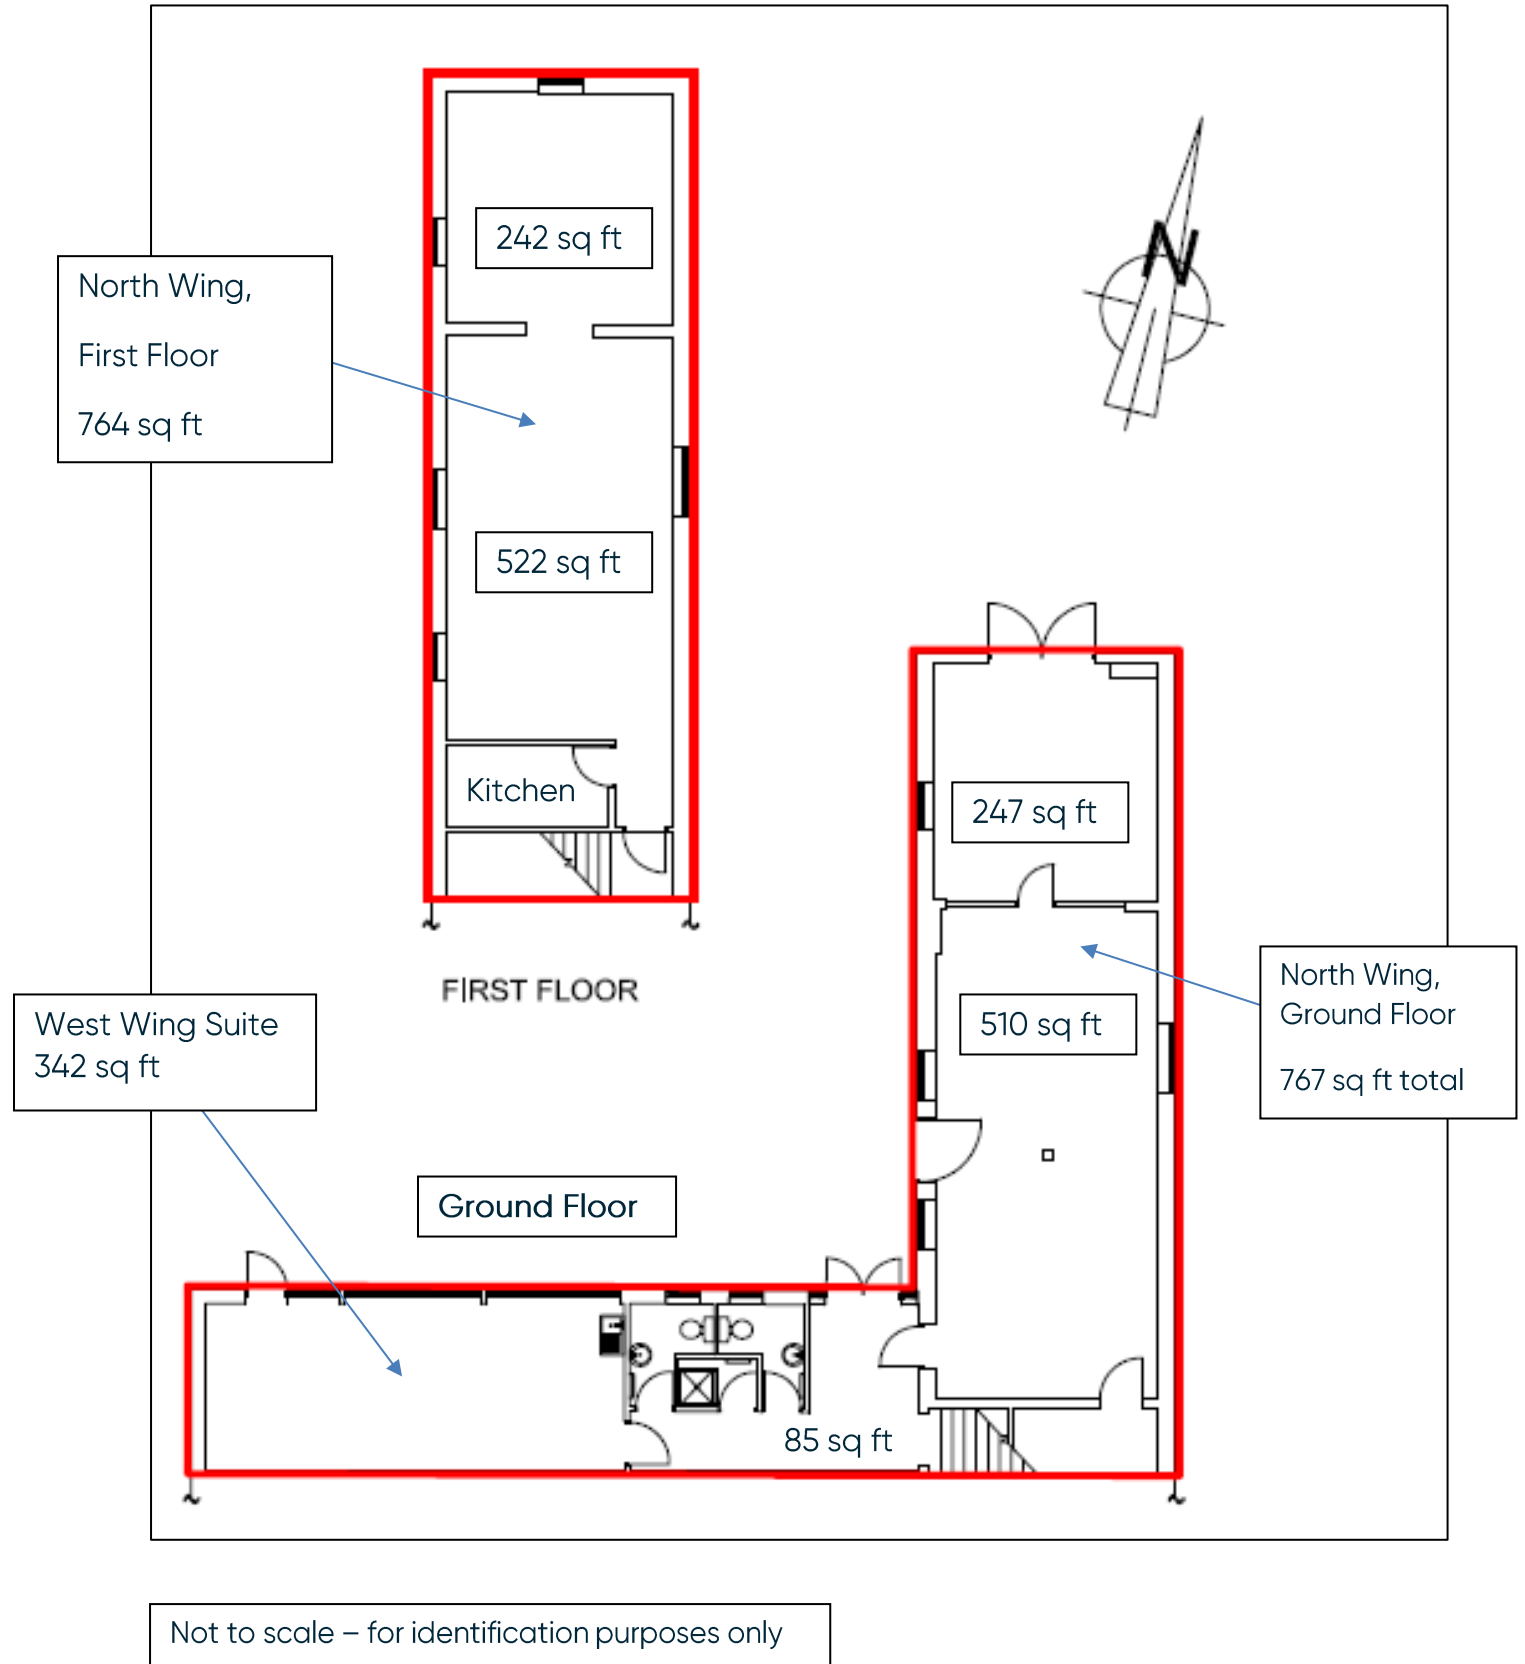 N
242 sq ft
North Wing,
First Floor
764 sq ft
522 sq ft
Kitchen
FIRST FLOOR
247 sq ft
North Wing,
Ground Floor
767 sq ft total
510 sq ft
West Wing Suite
342 sq ft
Ground Floor
85 sq ft
Not to scale – for identification purposes only